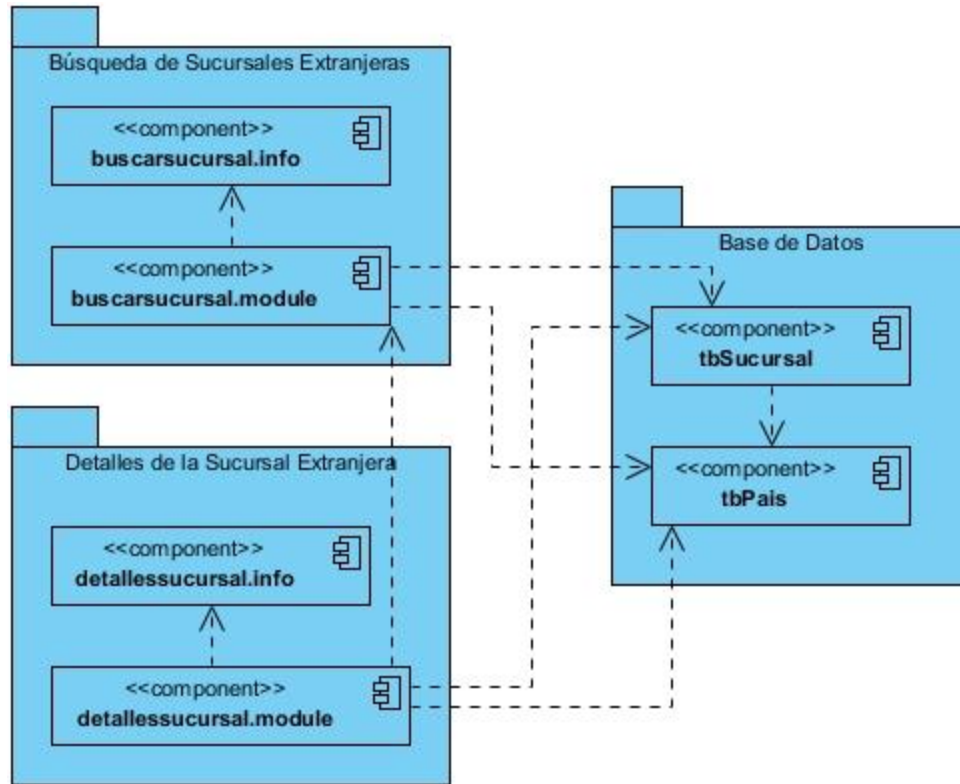 Búsqueda de Sucursales Extranjeras
<<component>>
buscarsucursal.info
<<component>>
buscarsucursal.module
Detalles de la Sucursal Extranjera
<<component>>
detallessucursal.info
<<component>>
detallessucursal.module
Base de Datos
<<component>>
tbSucursal
<<component>>
tbPais